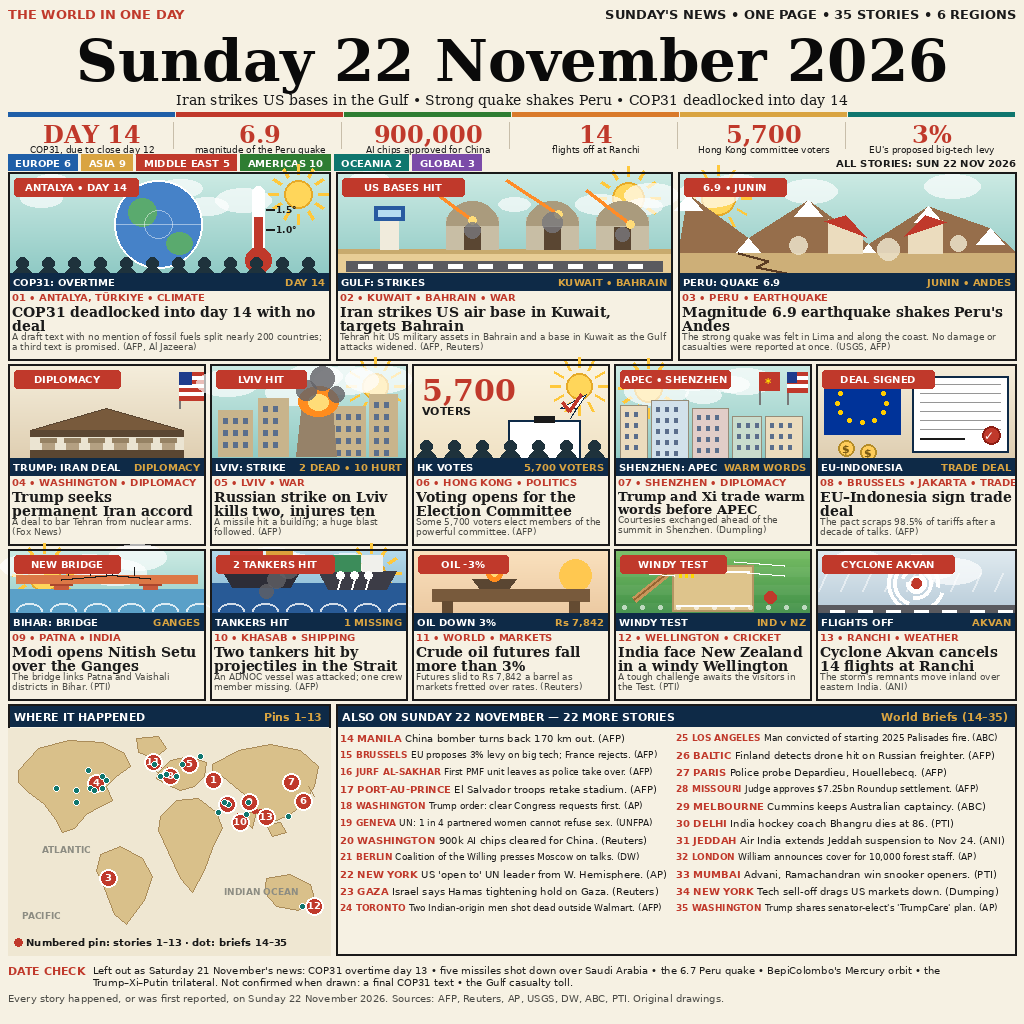 THE WORLD IN ONE DAY
SUNDAY'S NEWS • ONE PAGE • 35 STORIES • 6 REGIONS
Sunday 22 November 2026
Iran strikes US bases in the Gulf • Strong quake shakes Peru • COP31 deadlocked into day 14
DAY 14
COP31, due to close day 12
6.9
magnitude of the Peru quake
900,000
AI chips approved for China
14
flights off at Ranchi
5,700
Hong Kong committee voters
3%
EU's proposed big-tech levy
EUROPE 6
ASIA 9
MIDDLE EAST 5
AMERICAS 10
OCEANIA 2
GLOBAL 3
ALL STORIES: SUN 22 NOV 2026
ANTALYA • DAY 14
1.5°
1.0°
COP31: OVERTIME
DAY 14
01 • ANTALYA, TÜRKIYE • CLIMATE
COP31 deadlocked into day 14 with no
deal
A draft text with no mention of fossil fuels split nearly 200 countries;
a third text is promised. (AFP, Al Jazeera)
US BASES HIT
GULF: STRIKES
KUWAIT • BAHRAIN
02 • KUWAIT • BAHRAIN • WAR
Iran strikes US air base in Kuwait,
targets Bahrain
Tehran hit US military assets in Bahrain and a base in Kuwait as the Gulf
attacks widened. (AFP, Reuters)
6.9 • JUNIN
PERU: QUAKE 6.9
JUNIN • ANDES
03 • PERU • EARTHQUAKE
Magnitude 6.9 earthquake shakes Peru's
Andes
The strong quake was felt in Lima and along the coast. No damage or
casualties were reported at once. (USGS, AFP)
DIPLOMACY
TRUMP: IRAN DEAL
DIPLOMACY
04 • WASHINGTON • DIPLOMACY
Trump seeks
permanent Iran accord
A deal to bar Tehran from nuclear arms.
(Fox News)
LVIV HIT
LVIV: STRIKE
2 DEAD • 10 HURT
05 • LVIV • WAR
Russian strike on Lviv
kills two, injures ten
A missile hit a building; a huge blast
followed. (AFP)
5,700
VOTERS
HK VOTES
5,700 VOTERS
06 • HONG KONG • POLITICS
Voting opens for the
Election Committee
Some 5,700 voters elect members of the
powerful committee. (AFP)
APEC • SHENZHEN
SHENZHEN: APEC
WARM WORDS
07 • SHENZHEN • DIPLOMACY
Trump and Xi trade warm
words before APEC
Courtesies exchanged ahead of the
summit in Shenzhen. (Dumpling)
DEAL SIGNED
$
$
EU-INDONESIA
TRADE DEAL
08 • BRUSSELS • JAKARTA • TRADE
EU–Indonesia sign trade
deal
The pact scraps 98.5% of tariffs after a
decade of talks. (AFP)
NEW BRIDGE
BIHAR: BRIDGE
GANGES
09 • PATNA • INDIA
Modi opens Nitish Setu
over the Ganges
The bridge links Patna and Vaishali
districts in Bihar. (PTI)
2 TANKERS HIT
TANKERS HIT
1 MISSING
10 • KHASAB • SHIPPING
Two tankers hit by
projectiles in the Strait
An ADNOC vessel was attacked; one crew
member missing. (AFP)
OIL -3%
OIL DOWN 3%
Rs 7,842
11 • WORLD • MARKETS
Crude oil futures fall
more than 3%
Futures slid to Rs 7,842 a barrel as
markets fretted over rates. (Reuters)
WINDY TEST
WINDY TEST
IND v NZ
12 • WELLINGTON • CRICKET
India face New Zealand
in a windy Wellington
A tough challenge awaits the visitors in
the Test. (PTI)
CYCLONE AKVAN
FLIGHTS OFF
AKVAN
13 • RANCHI • WEATHER
Cyclone Akvan cancels
14 flights at Ranchi
The storm's remnants move inland over
eastern India. (ANI)
WHERE IT HAPPENED
Pins 1–13
4
5
1
7
6
10
13
3
12
ATLANTIC
INDIAN OCEAN
PACIFIC
Numbered pin: stories 1–13 · dot: briefs 14–35
ALSO ON SUNDAY 22 NOVEMBER — 22 MORE STORIES
World Briefs (14–35)
14 MANILA China bomber turns back 170 km out. (AFP)
15 BRUSSELS EU proposes 3% levy on big tech; France rejects. (AFP)
16 JURF AL-SAKHAR First PMF unit leaves as police take over. (AFP)
17 PORT-AU-PRINCE El Salvador troops retake stadium. (AFP)
18 WASHINGTON Trump order: clear Congress requests first. (AP)
19 GENEVA UN: 1 in 4 partnered women cannot refuse sex. (UNFPA)
20 WASHINGTON 900k AI chips cleared for China. (Reuters)
21 BERLIN Coalition of the Willing presses Moscow on talks. (DW)
22 NEW YORK US 'open to' UN leader from W. Hemisphere. (AP)
23 GAZA Israel says Hamas tightening hold on Gaza. (Reuters)
24 TORONTO Two Indian-origin men shot dead outside Walmart. (AFP)
25 LOS ANGELES Man convicted of starting 2025 Palisades fire. (ABC)
26 BALTIC Finland detects drone hit on Russian freighter. (AFP)
27 PARIS Police probe Depardieu, Houellebecq. (AFP)
28 MISSOURI Judge approves $7.25bn Roundup settlement. (AFP)
29 MELBOURNE Cummins keeps Australian captaincy. (ABC)
30 DELHI India hockey coach Bhangru dies at 86. (PTI)
31 JEDDAH Air India extends Jeddah suspension to Nov 24. (ANI)
32 LONDON William announces cover for 10,000 forest staff. (AP)
33 MUMBAI Advani, Ramachandran win snooker openers. (PTI)
34 NEW YORK Tech sell-off drags US markets down. (Dumping)
35 WASHINGTON Trump shares senator-elect's 'TrumpCare' plan. (AP)
DATE CHECK Left out as Saturday 21 November's news: COP31 overtime day 13 • five missiles shot down over Saudi Arabia • the 6.7 Peru quake • BepiColombo's Mercury orbit • the
Trump–Xi–Putin trilateral. Not confirmed when drawn: a final COP31 text • the Gulf casualty toll.
Every story happened, or was first reported, on Sunday 22 November 2026. Sources: AFP, Reuters, AP, USGS, DW, ABC, PTI. Original drawings.